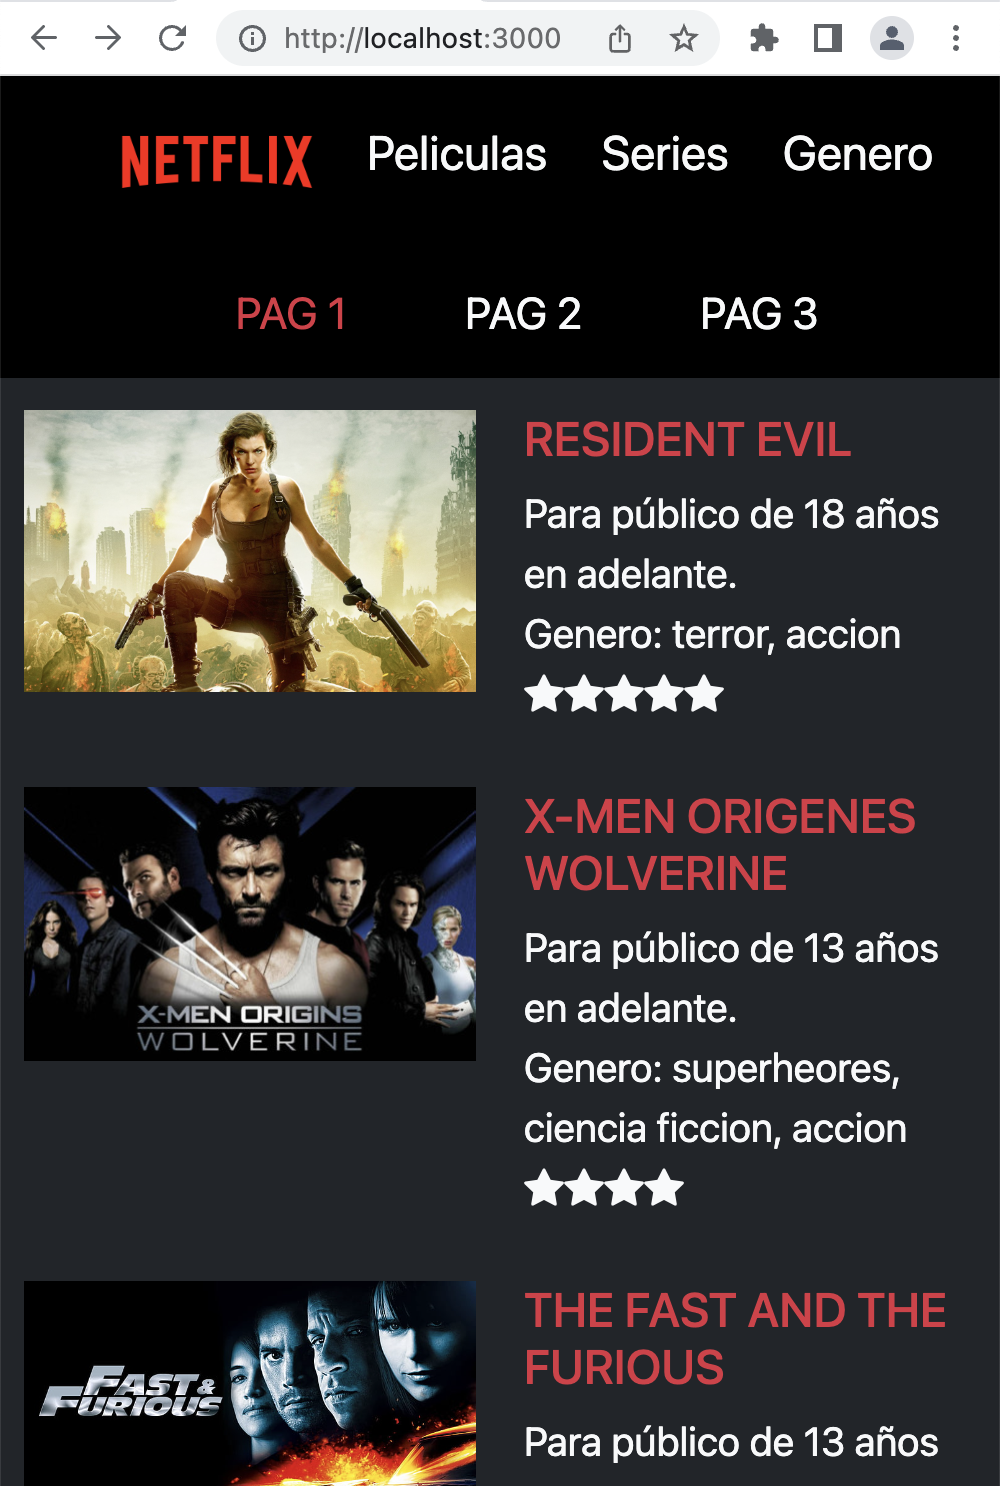 http://localhost:3000
NETFLIX Peliculas Series Genero
PAG 1 PAG 2 PAG 3
RESIDENT EVIL
Para público de 18 años
en adelante.
Genero: terror, accion
X-MEN ORIGINS
WOLVERINE
X-MEN ORIGENES
WOLVERINE
Para público de 13 años
en adelante.
Genero: superheores,
ciencia ficcion, accion
FAST &
FURIOUS
THE FAST AND THE
FURIOUS
Para público de 13 años